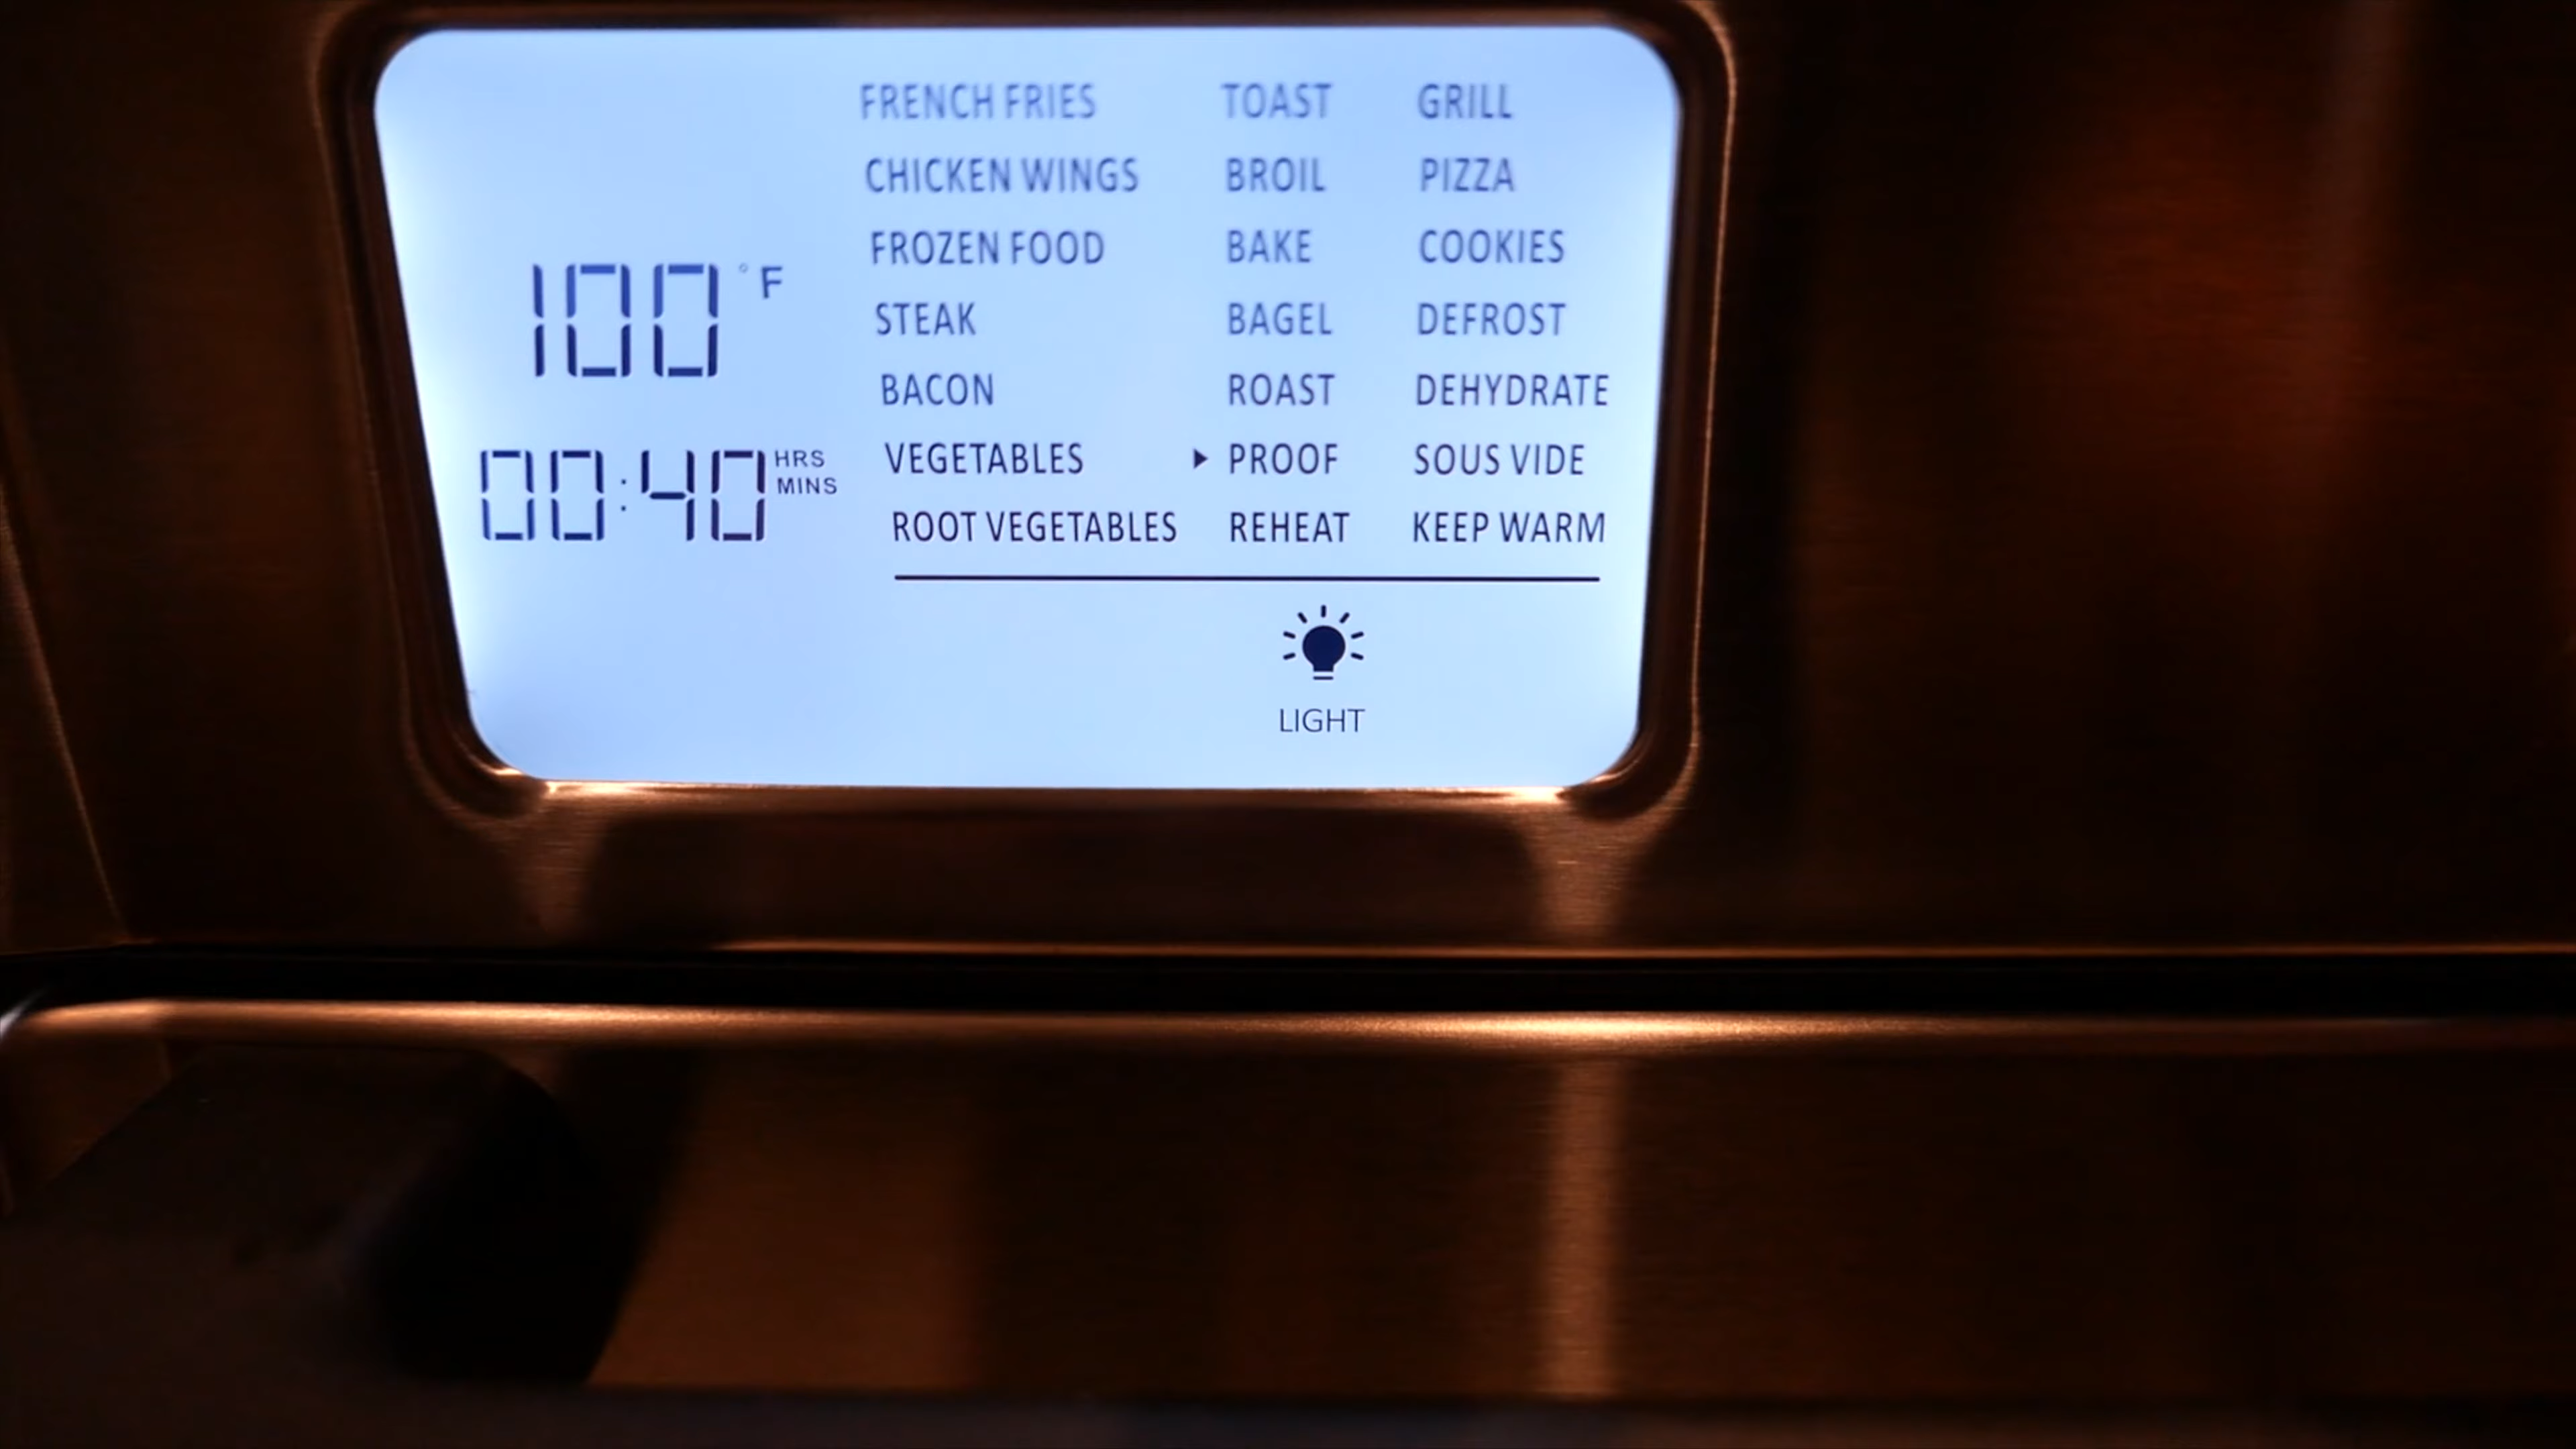 100 °F
00:40 HRS MINS
FRENCH FRIES
CHICKEN WINGS
FROZEN FOOD
STEAK
BACON
VEGETABLES
ROOT VEGETABLES
TOAST
BROIL
BAKE
BAGEL
ROAST
PROOF
REHEAT
GRILL
PIZZA
COOKIES
DEFROST
DEHYDRATE
SOUS VIDE
KEEP WARM
LIGHT